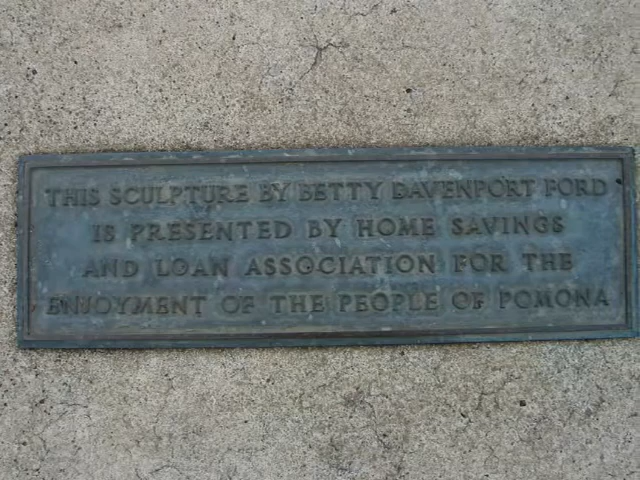 THIS SCULPTURE BY BETTY DAVENPORT FORD
IS PRESENTED BY HOME SAVINGS
AND LOAN ASSOCIATION FOR THE
ENJOYMENT OF THE PEOPLE OF POMONA